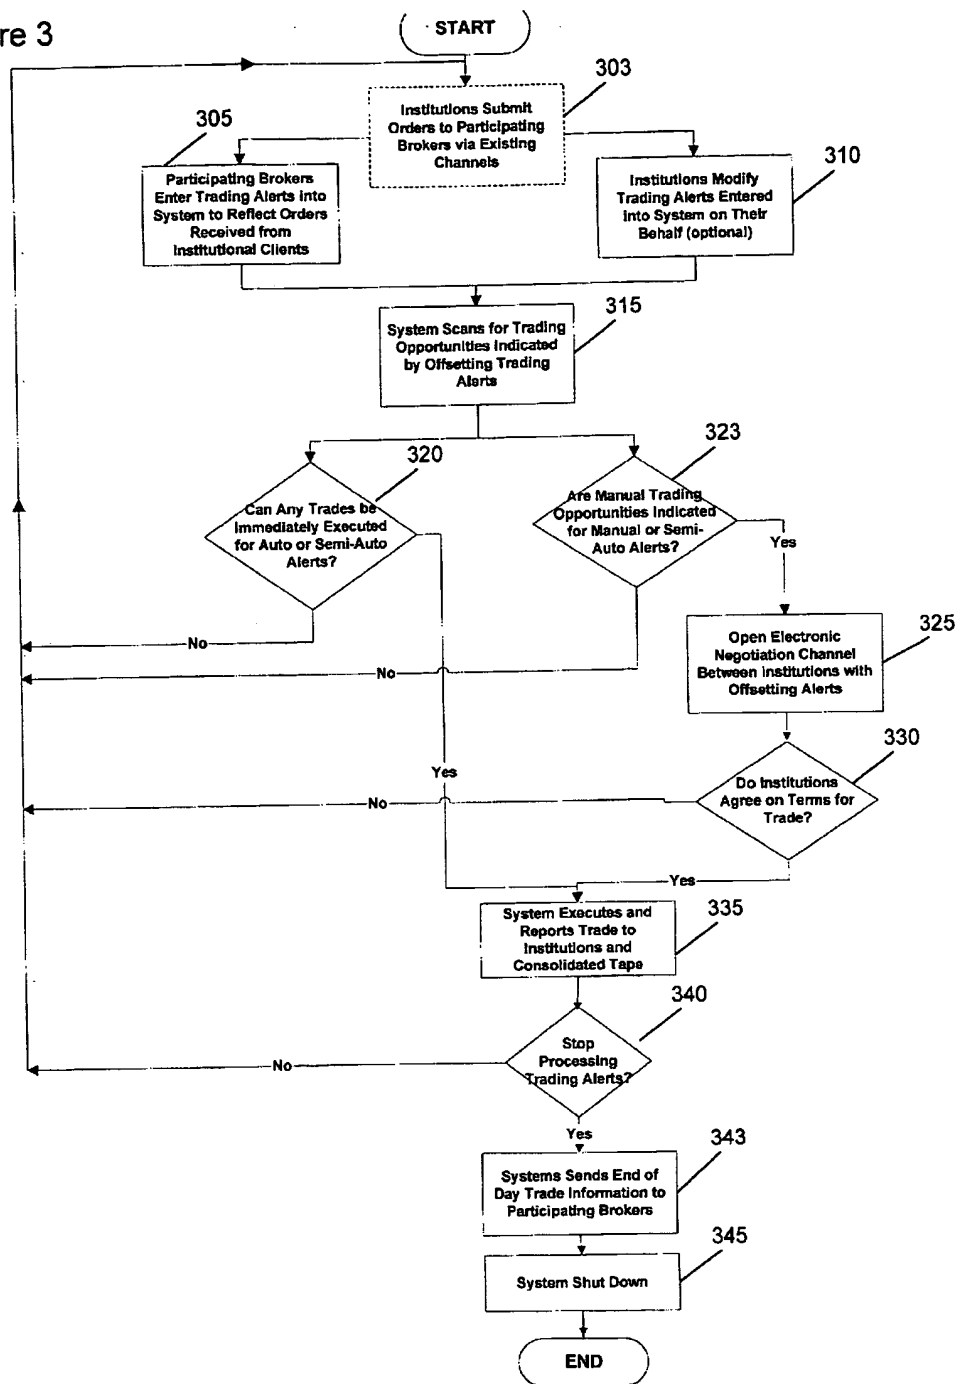 re 3
START
303
Institutions Submit
Orders to Participating
Brokers via Existing
Channels
305
Participating Brokers
Enter Trading Alerts into
System to Reflect Orders
Received from
Institutional Clients
310
Institutions Modify
Trading Alerts Entered
into System on Their
Behalf (optional)
315
System Scans for Trading
Opportunities Indicated
by Offsetting Trading
Alerts
320
Can Any Trades be
Immediately Executed
for Auto or Semi-Auto
Alerts?
323
Are Manual Trading
Opportunities Indicated
for Manual or Semi-
Auto Alerts?
Yes
No
No
325
Open Electronic
Negotiation Channel
Between Institutions with
Offsetting Alerts
330
Do Institutions
Agree on Terms for
Trade?
Yes
No
Yes
335
System Executes and
Reports Trade to
Institutions and
Consolidated Tape
340
Stop
Processing
Trading Alerts?
No
Yes
343
Systems Sends End of
Day Trade Information to
Participating Brokers
345
System Shut Down
END